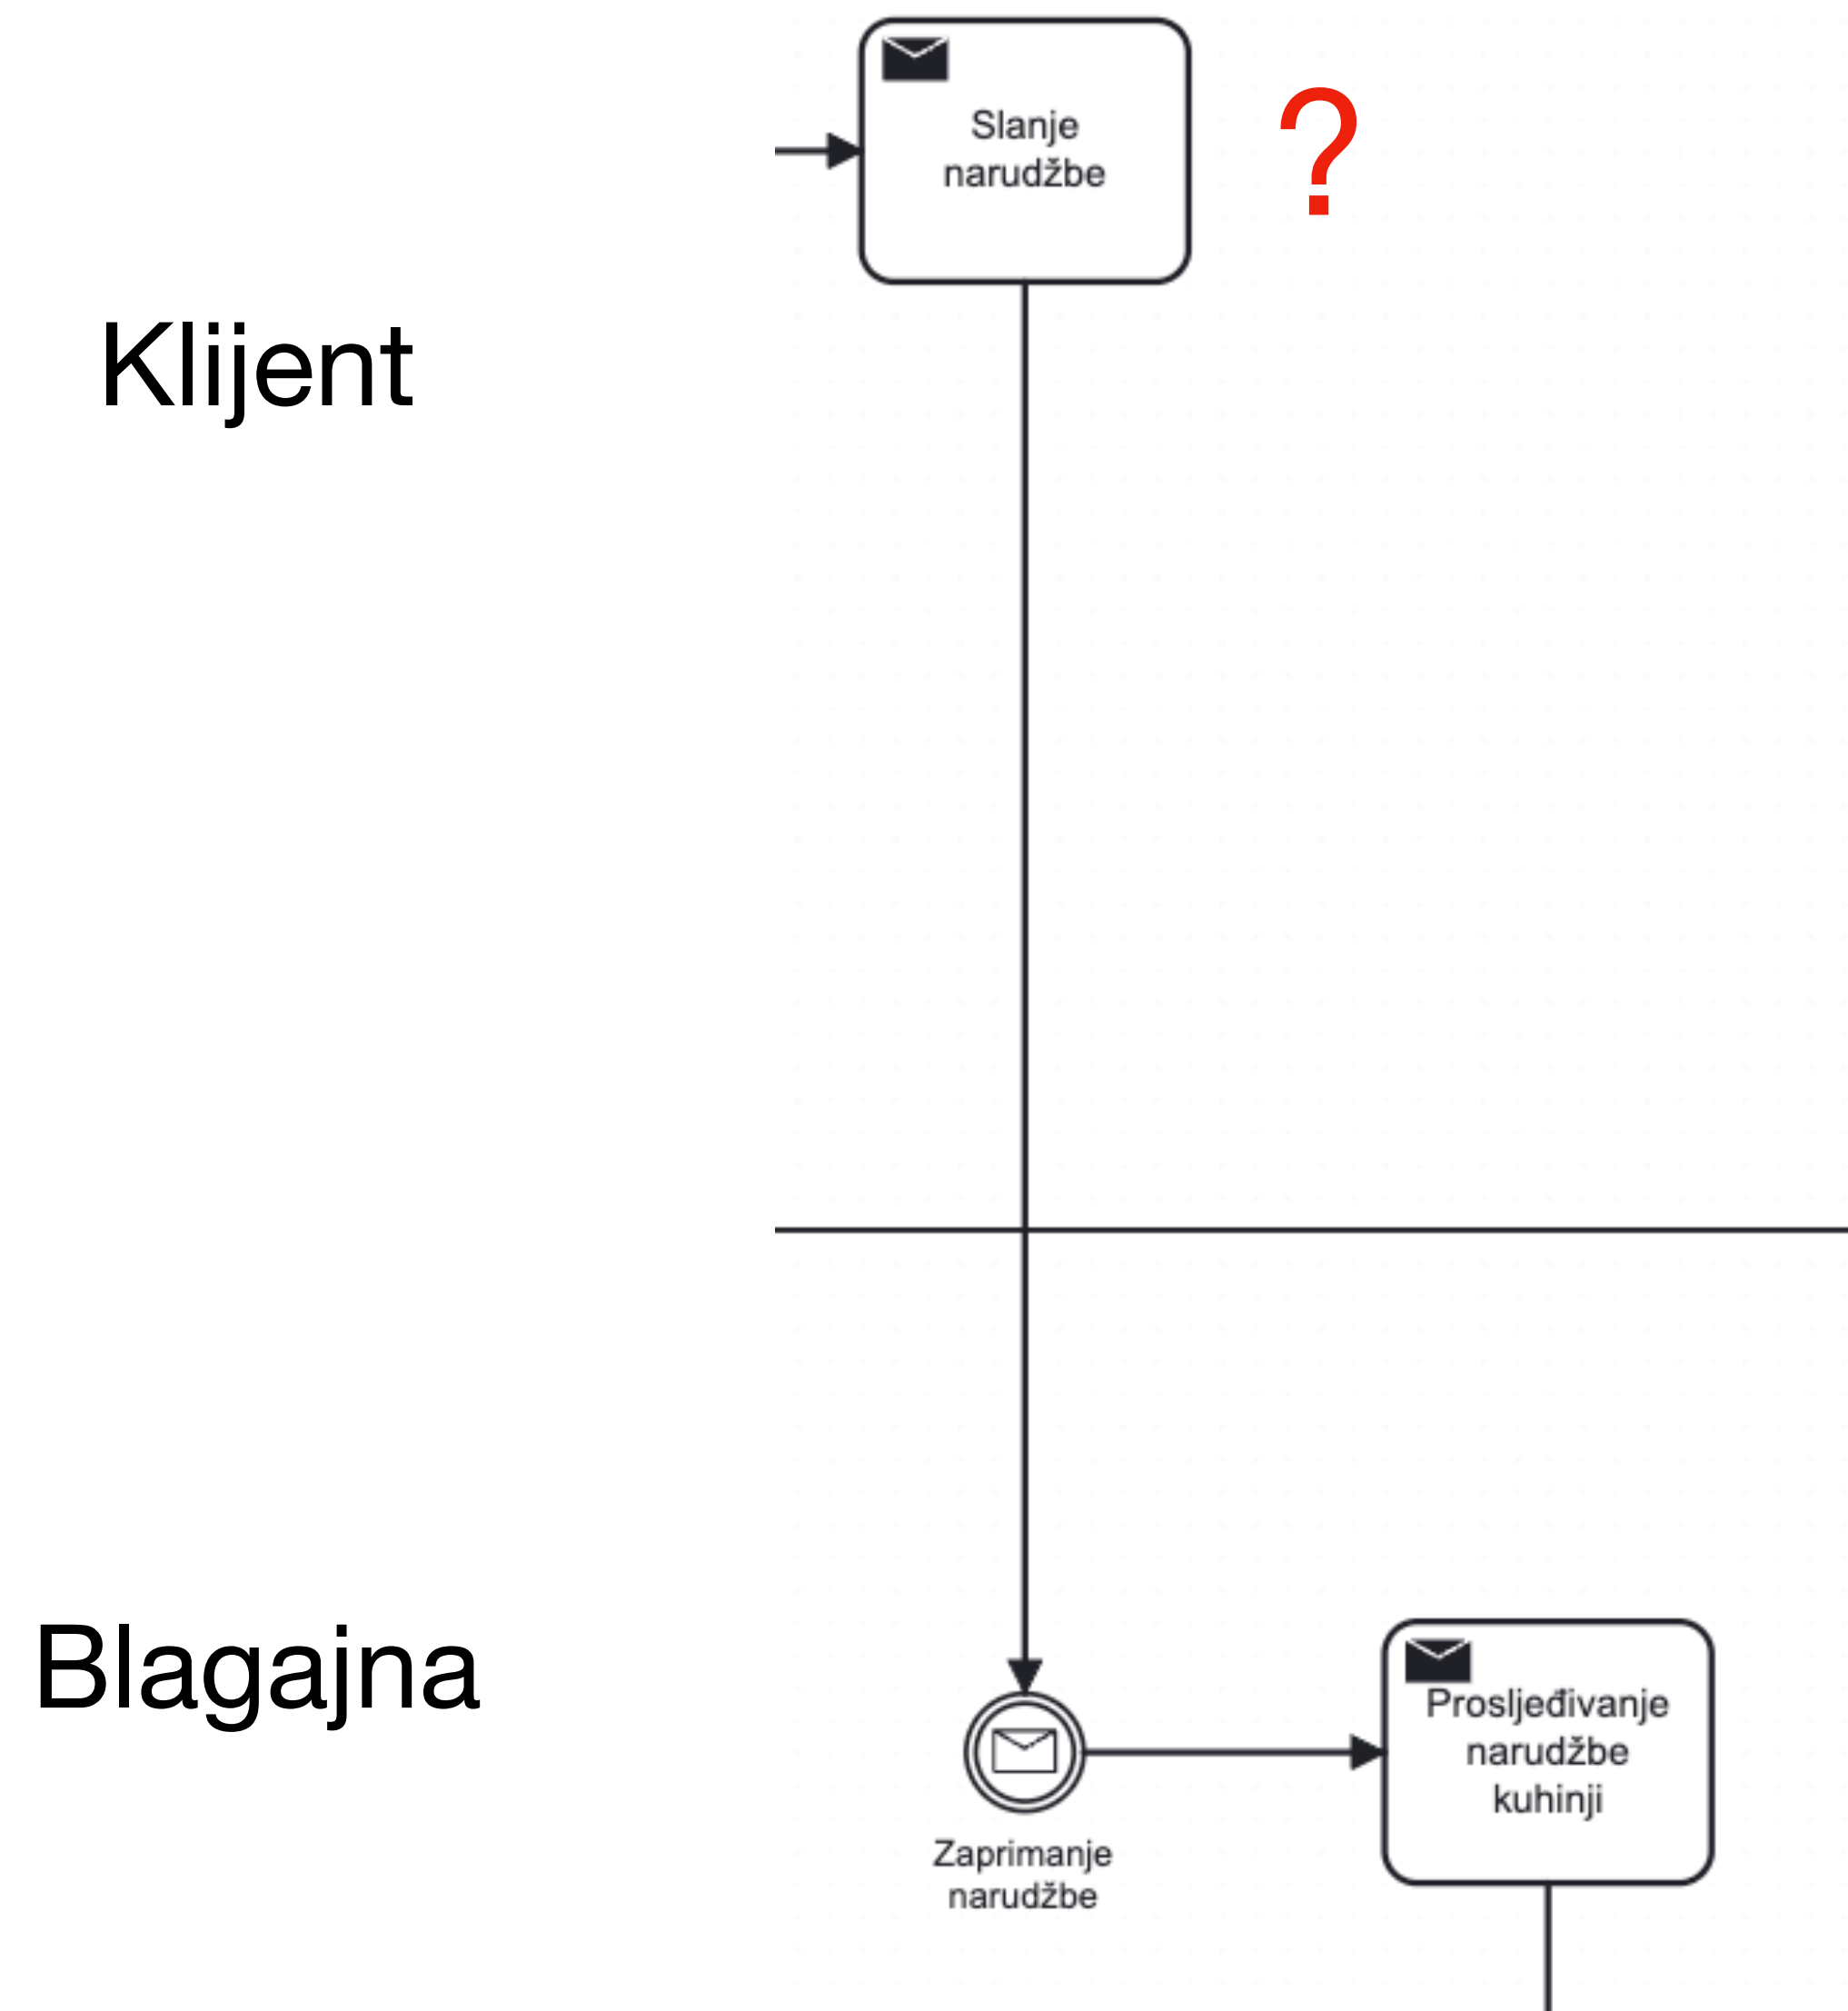 Slanje
narudžbe
?
Klijent
Blagajna
Prosljeđivanje
narudžbe
kuhinji
Zaprimanje
narudžbe